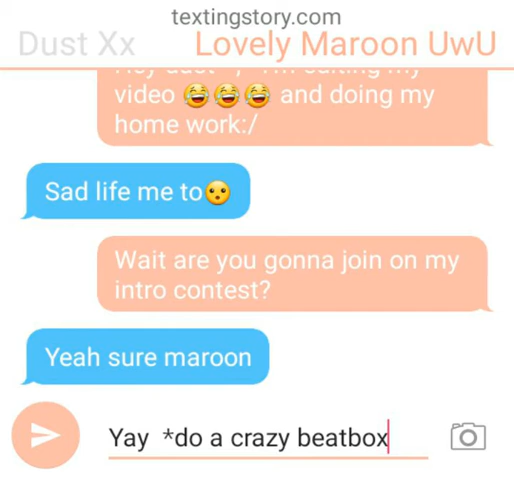 textingstory.com
Dust Xx Lovely Maroon UwU
video 😂😂😂 and doing my
home work:/
Sad life me to😮
Wait are you gonna join on my
intro contest?
Yeah sure maroon
Yay *do a crazy beatbox